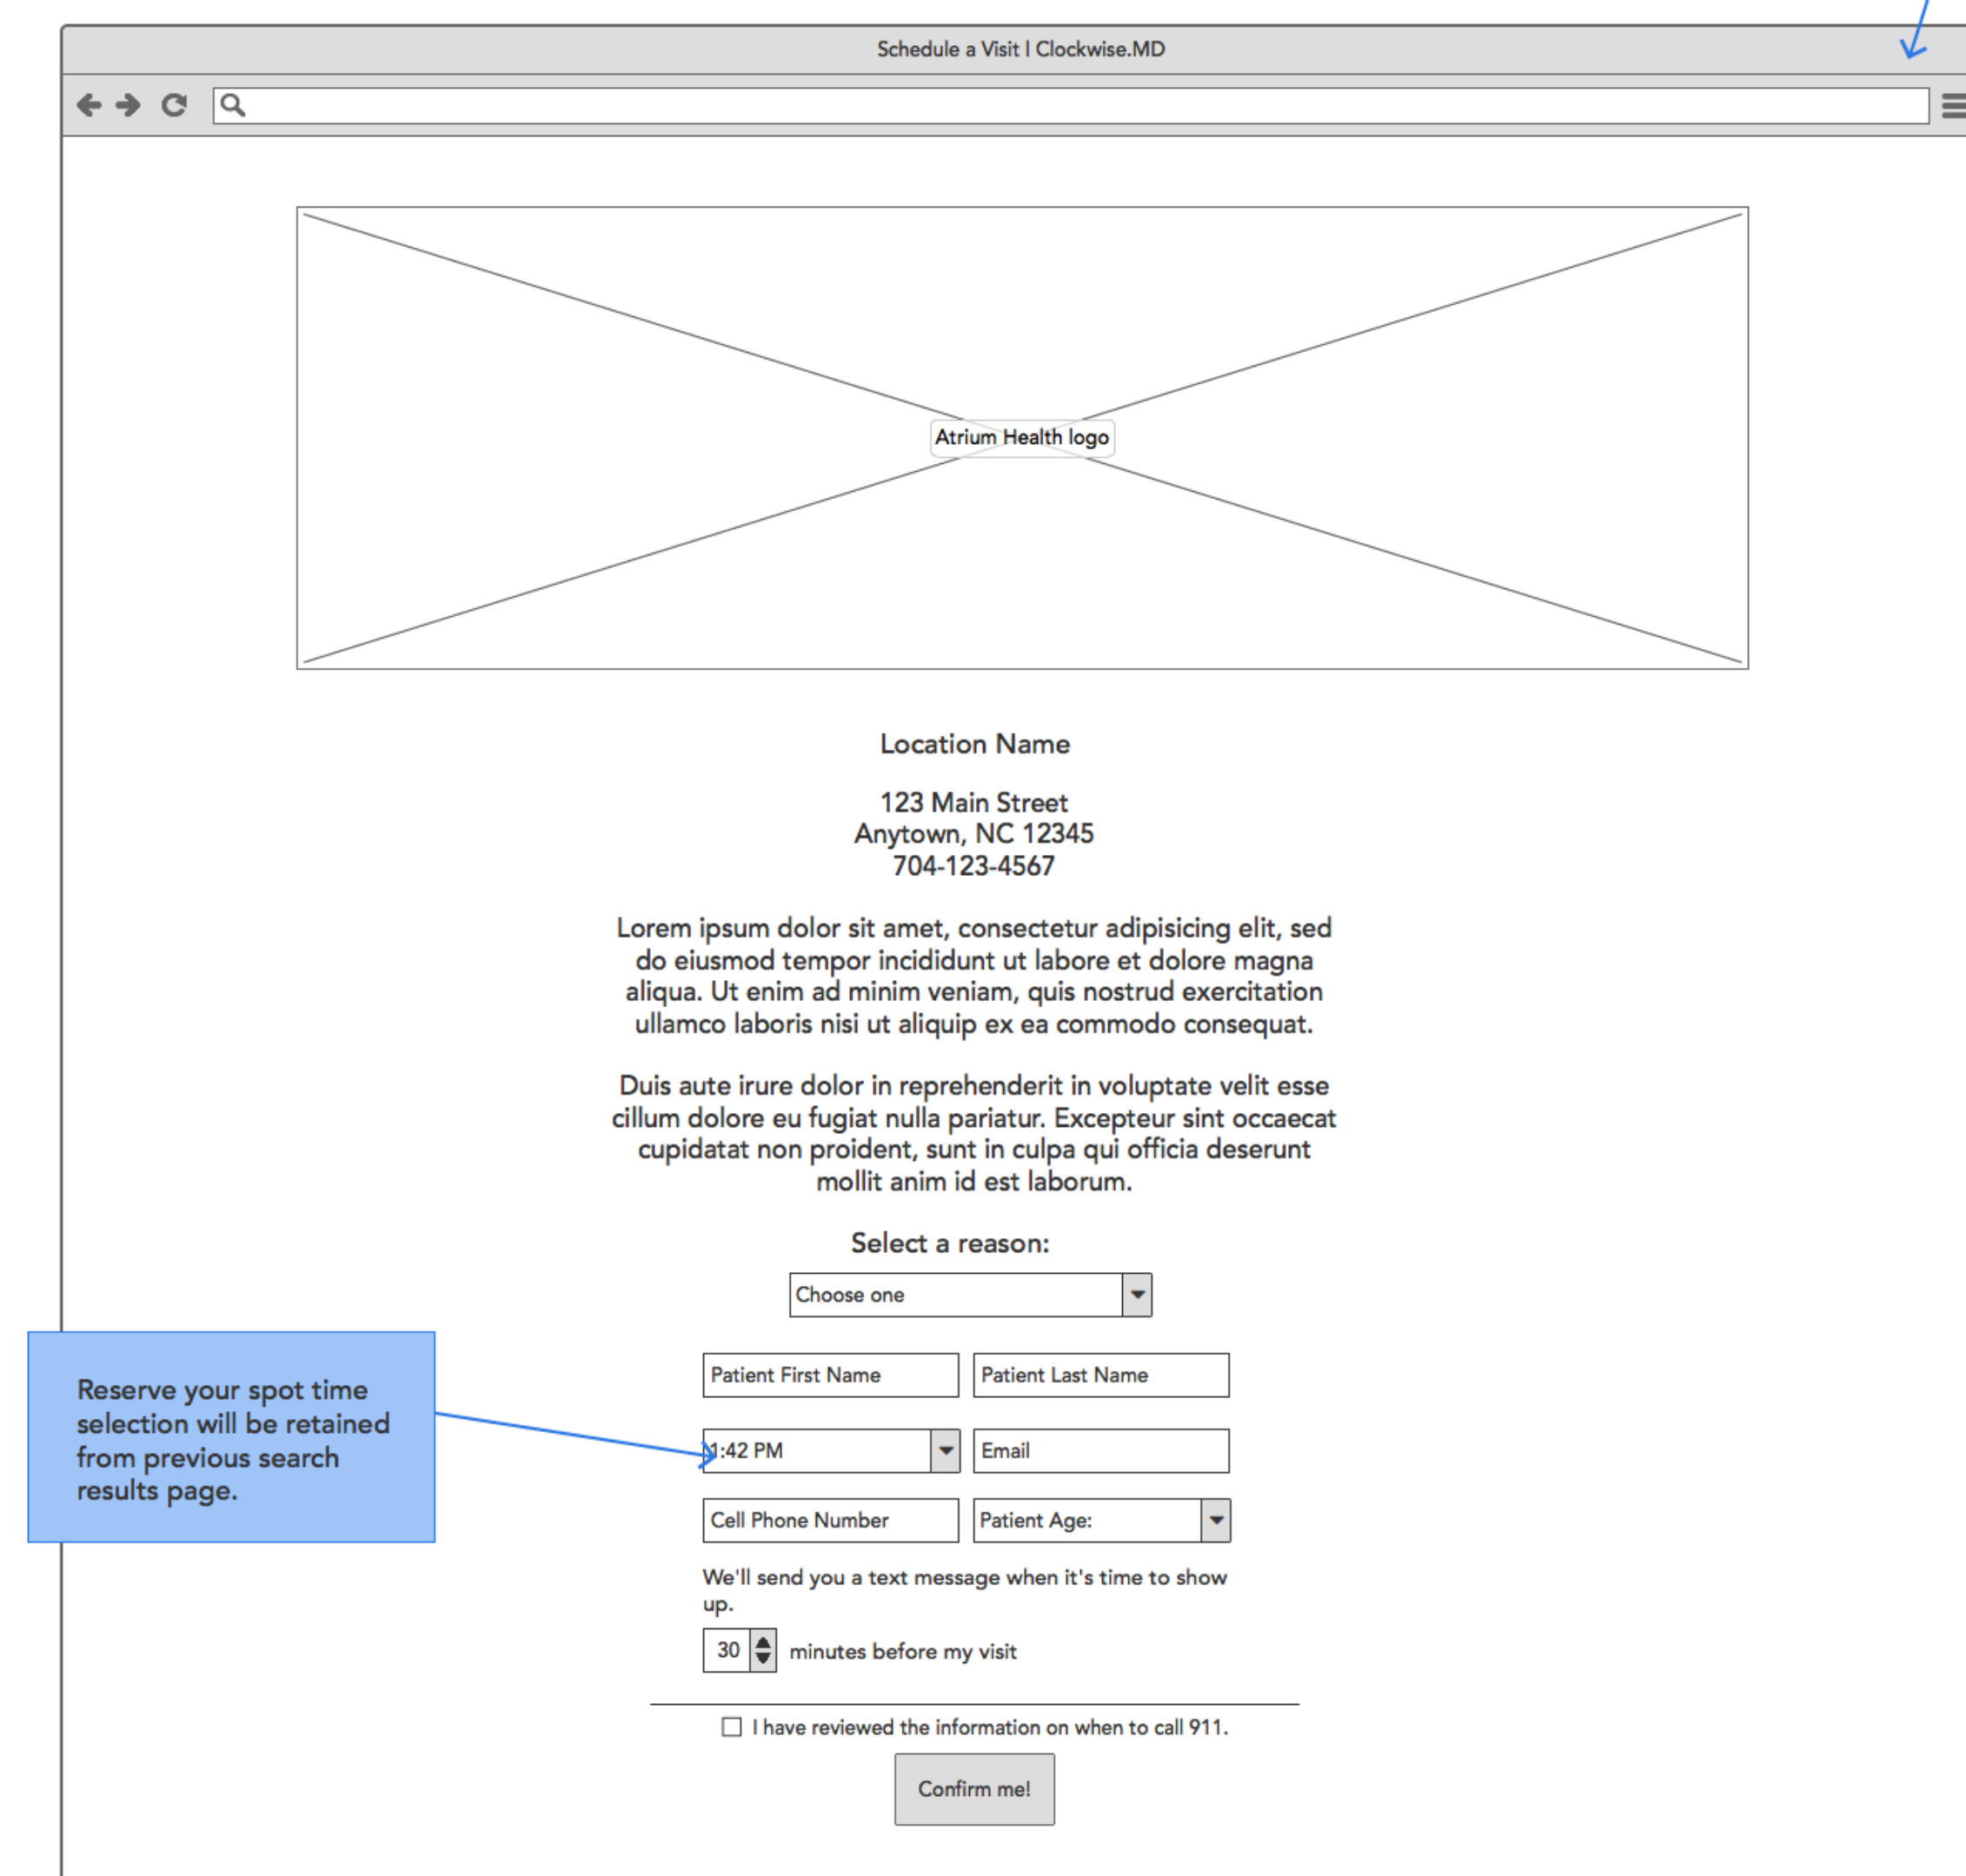 Schedule a Visit | Clockwise.MD
Atrium Health logo
Location Name
123 Main Street
Anytown, NC 12345
704-123-4567
Lorem ipsum dolor sit amet, consectetur adipisicing elit, sed
do eiusmod tempor incididunt ut labore et dolore magna
aliqua. Ut enim ad minim veniam, quis nostrud exercitation
ullamco laboris nisi ut aliquip ex ea commodo consequat.
Duis aute irure dolor in reprehenderit in voluptate velit esse
cillum dolore eu fugiat nulla pariatur. Excepteur sint occaecat
cupidatat non proident, sunt in culpa qui officia deserunt
mollit anim id est laborum.
Select a reason:
Choose one
Patient First Name
Patient Last Name
Reserve your spot time
selection will be retained
from previous search
results page.
1:42 PM
Email
Cell Phone Number
Patient Age:
We'll send you a text message when it's time to show
up.
30 minutes before my visit
I have reviewed the information on when to call 911.
Confirm me!